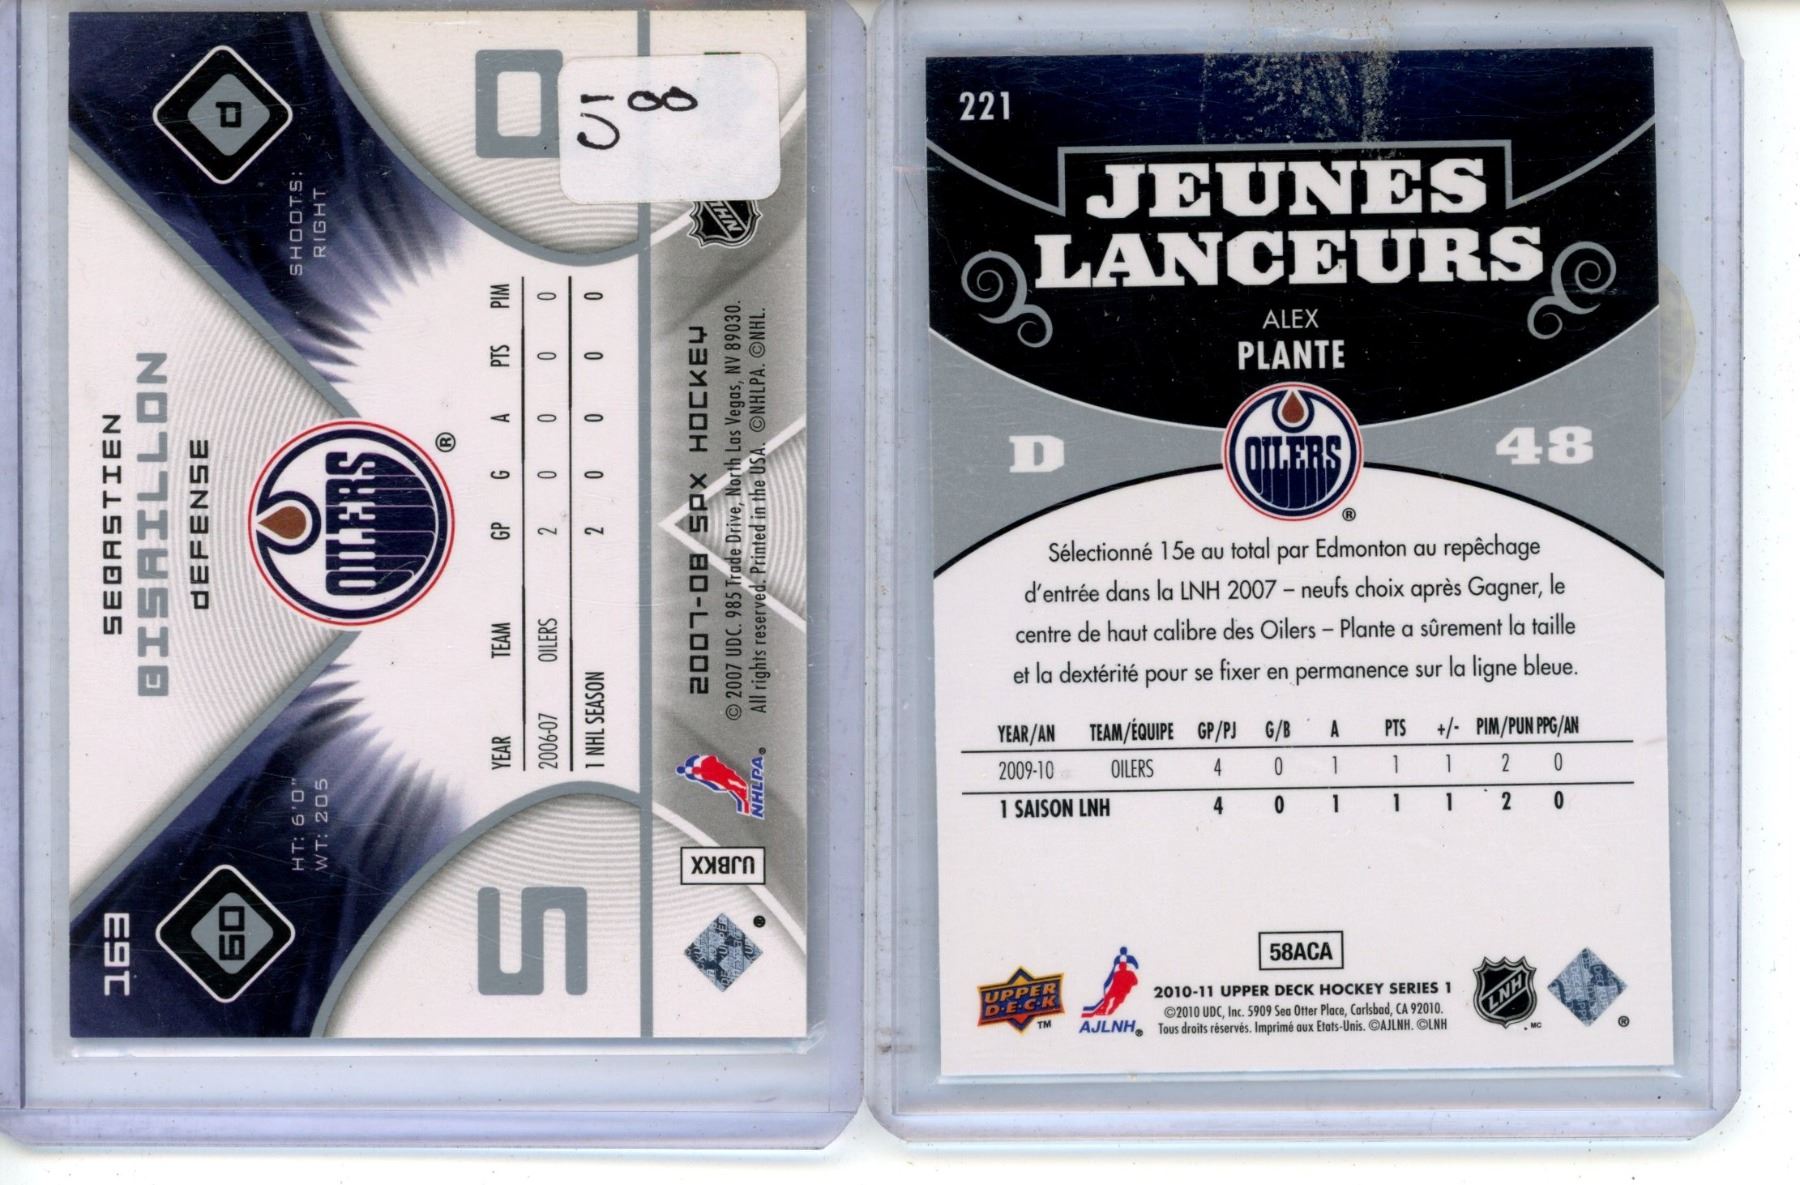 163
60
D
HT: 6'0"
WT: 205
SHOOTS:
RIGHT
SEBASTIEN
BISAILLON
DEFENSE
OILERS
®
YEAR TEAM GP G A PTS PIM
2006-07 OILERS 2 0 0 0 0
1 NHL SEASON 2 0 0 0 0
8
NHL
2007-08 SPX HOCKEY
© 2007 UDC. 985 Trade Drive, North Las Vegas, NV 89030.
All rights reserved. Printed in the USA. ©NHLPA. ©NHL.
NHLPA®
UJBKX
®
221
JEUNES
LANCEURS
ALEX
PLANTE
D
OILERS
®
48
Sélectionné 15e au total par Edmonton au repêchage
d'entrée dans la LNH 2007 – neufs choix après Gagner, le
centre de haut calibre des Oilers – Plante a sûrement la taille
et la dextérité pour se fixer en permanence sur la ligne bleue.
YEAR/AN TEAM/ÉQUIPE GP/PJ G/B A PTS +/- PIM/PUN PPG/AN
2009-10 OILERS 4 0 1 1 1 2 0
1 SAISON LNH 4 0 1 1 1 2 0
58ACA
UPPER
DECK
TM
AJLNH®
2010-11 UPPER DECK HOCKEY SERIES 1
©2010 UDC, Inc. 5909 Sea Otter Place, Carlsbad, CA 92010.
Tous droits réservés. Imprimé aux Etats-Unis. ©AJLNH. ©LNH
LNH
MC
®